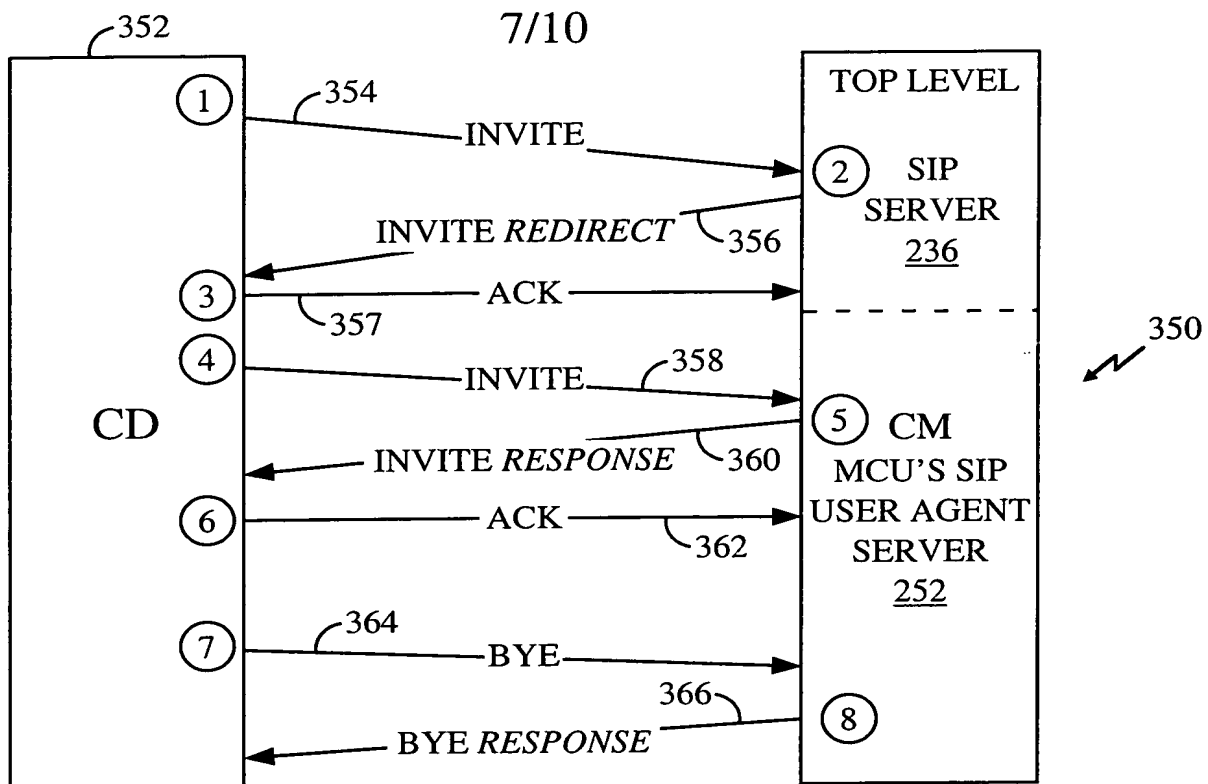 7/10
352
TOP LEVEL
1
354
INVITE
2
SIP
SERVER
236
INVITE REDIRECT
356
3
ACK
357
350
4
358
INVITE
CD
5
CM
INVITE RESPONSE
360
MCU'S SIP
USER AGENT
SERVER
252
6
ACK
362
7
364
BYE
366
8
BYE RESPONSE